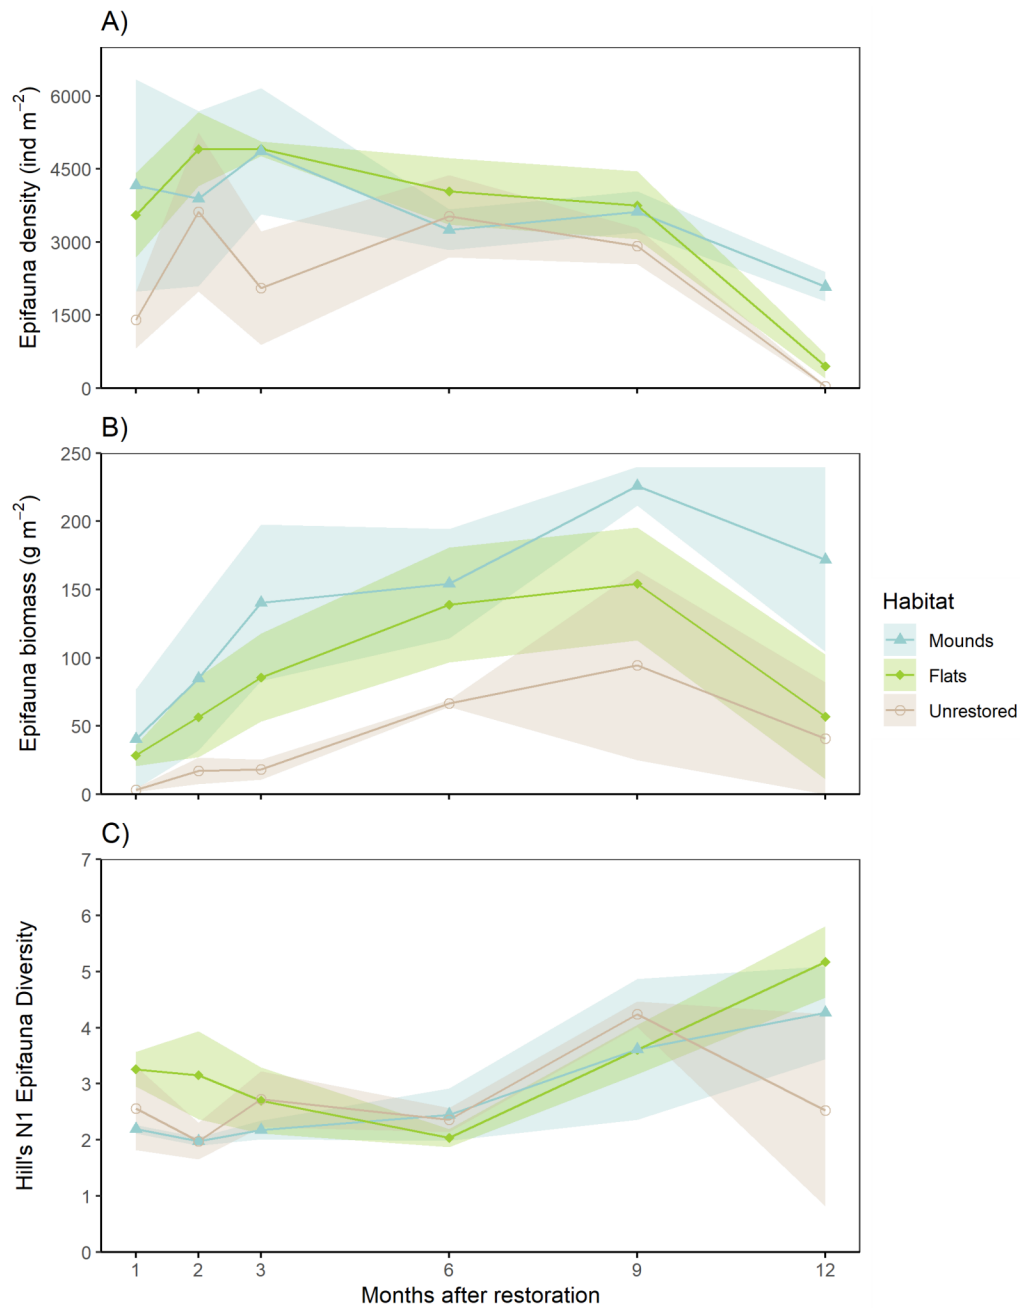 A)
Epifauna density (ind m⁻²)
6000
4500
3000
1500
0
B)
Epifauna biomass (g m⁻²)
250
200
150
100
50
0
Habitat
Mounds
Flats
Unrestored
C)
Hill's N1 Epifauna Diversity
7
6
5
4
3
2
1
0
1 2 3 6 9 12
Months after restoration